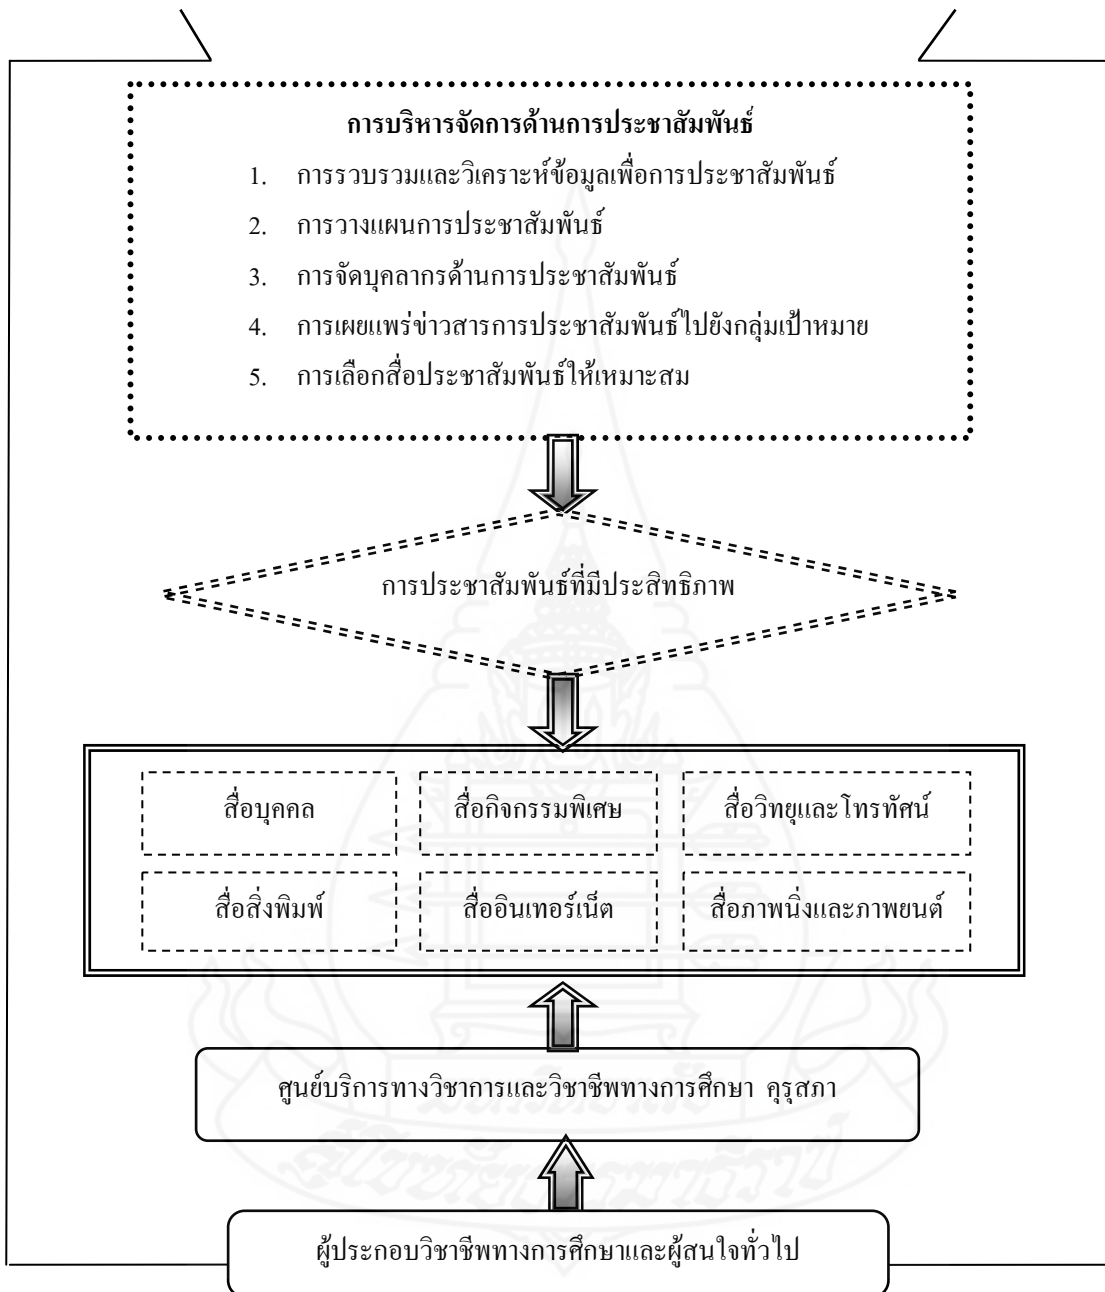 การบริหารจัดการด้านการประชาสัมพันธ์
1. การรวบรวมและวิเคราะห์ข้อมูลเพื่อการประชาสัมพันธ์
2. การวางแผนการประชาสัมพันธ์
3. การจัดบุคลากรด้านการประชาสัมพันธ์
4. การเผยแพร่ข่าวสารการประชาสัมพันธ์ไปยังกลุ่มเป้าหมาย
5. การเลือกสื่อประชาสัมพันธ์ให้เหมาะสม
การประชาสัมพันธ์ที่มีประสิทธิภาพ
สื่อบุคคล
สื่อกิจกรรมพิเศษ
สื่อวิทยุและโทรทัศน์
สื่อสิ่งพิมพ์
สื่ออินเทอร์เน็ต
สื่อภาพนิ่งและภาพยนต์
ศูนย์บริการทางวิชาการและวิชาชีพทางการศึกษา คุรุสภา
ผู้ประกอบวิชาชีพทางการศึกษาและผู้สนใจทั่วไป